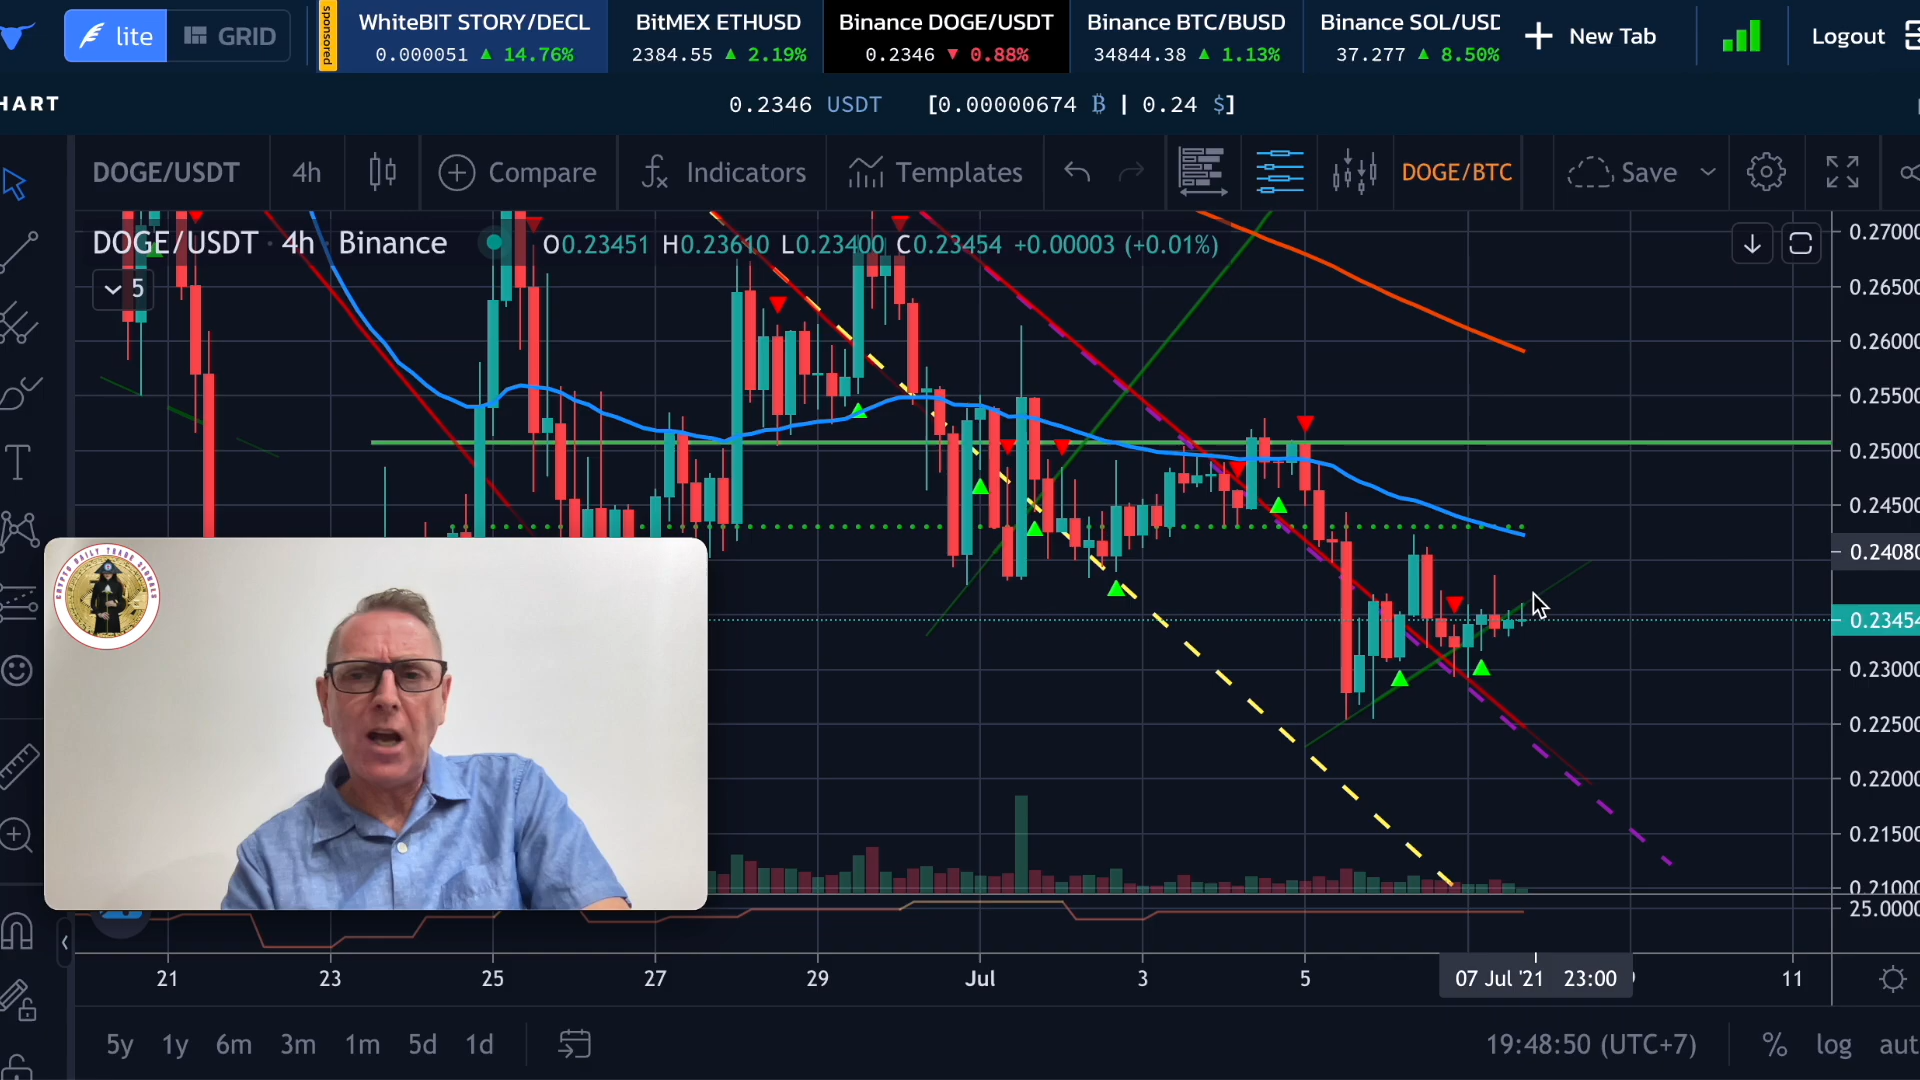 lite
GRID
sponsored
WhiteBIT STORY/DECL
0.000051 ▲ 14.76%
BitMEX ETHUSD
2384.55 ▲ 2.19%
Binance DOGE/USDT
0.2346 ▼ 0.88%
Binance BTC/BUSD
34844.38 ▲ 1.13%
Binance SOL/USD
37.277 ▲ 8.50%
New Tab
Logout
HART
0.2346 USDT [0.00000674 ₿ | 0.24 $]
DOGE/USDT 4h Compare Indicators Templates DOGE/BTC Save
DOGE/USDT · 4h · Binance O0.23451 H0.23610 L0.23400 C0.23454 +0.00003 (+0.01%)
5
0.27000
0.26500
0.26000
0.25500
0.25000
0.24500
0.24080
0.23454
0.23000
0.22500
0.22000
0.21500
0.21000
25.0000
CRYPTO DAILY TRADE SIGNALS
21 23 25 27 29 Jul 3 5 07 Jul '21 23:00 11
5y 1y 6m 3m 1m 5d 1d
19:48:50 (UTC+7) % log aut